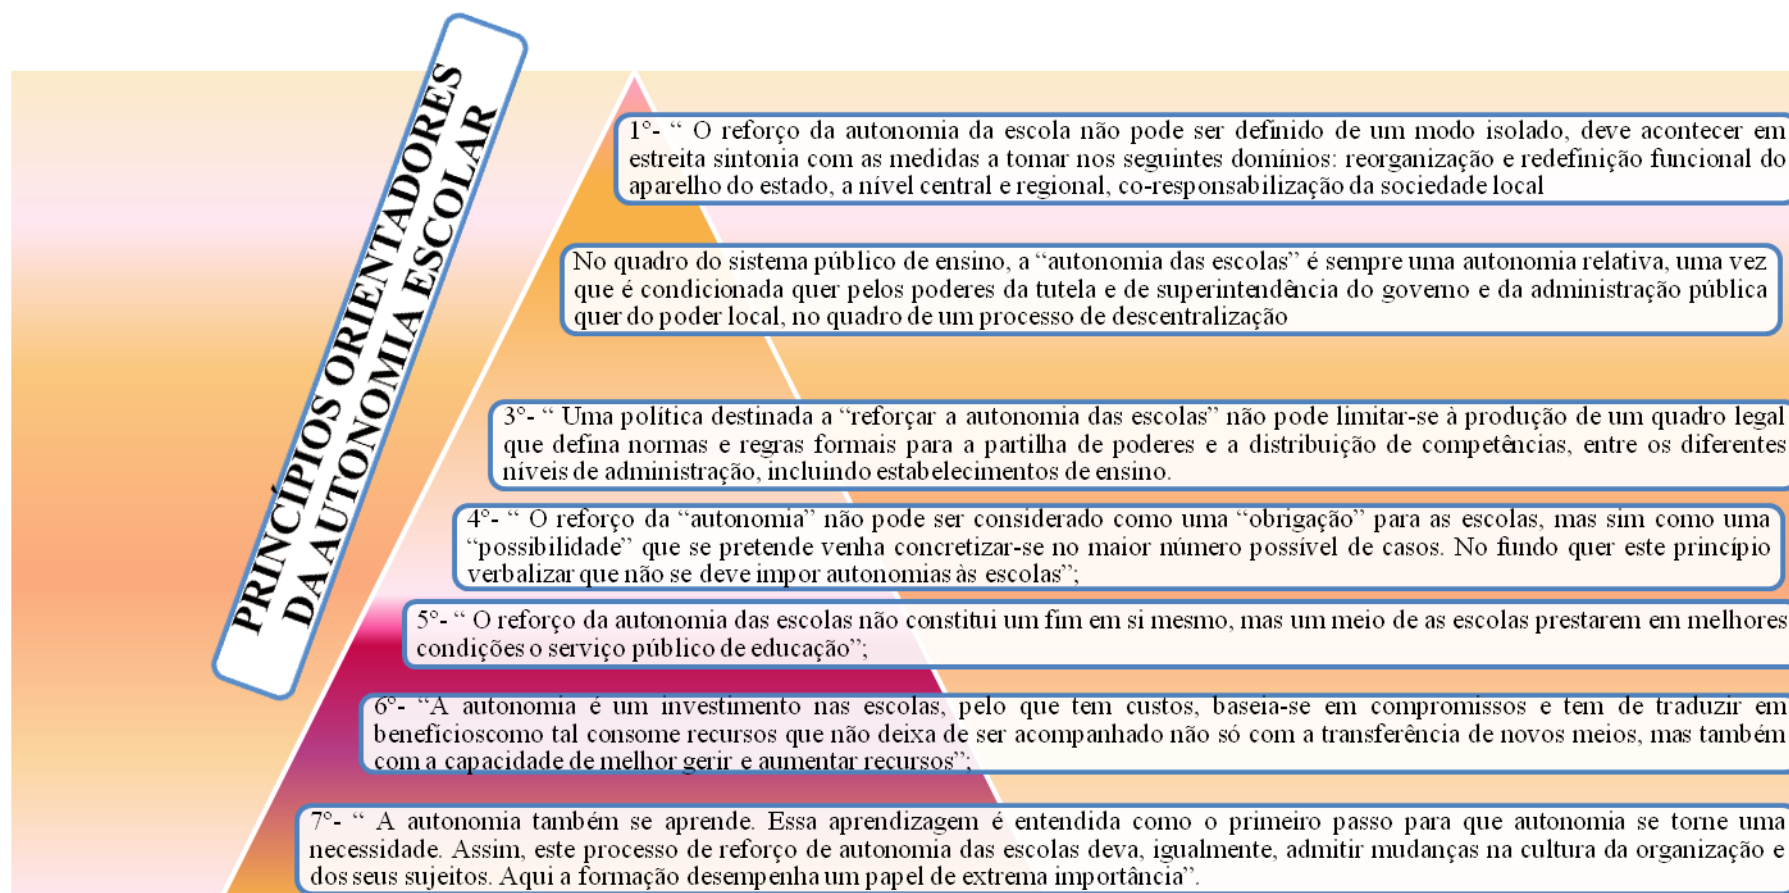 PRINCÍPIOS ORIENTADORES
DA AUTONOMIA ESCOLAR
1º- “ O reforço da autonomia da escola não pode ser definido de um modo isolado, deve acontecer em
estreita sintonia com as medidas a tomar nos seguintes domínios: reorganização e redefinição funcional do
aparelho do estado, a nível central e regional, co-responsabilização da sociedade local
No quadro do sistema público de ensino, a “autonomia das escolas” é sempre uma autonomia relativa, uma vez
que é condicionada quer pelos poderes da tutela e de superintendência do governo e da administração pública
quer do poder local, no quadro de um processo de descentralização
3º- “ Uma política destinada a “reforçar a autonomia das escolas” não pode limitar-se à produção de um quadro legal
que defina normas e regras formais para a partilha de poderes e a distribuição de competências, entre os diferentes
níveis de administração, incluindo estabelecimentos de ensino.
4º- “ O reforço da “autonomia” não pode ser considerado como uma “obrigação” para as escolas, mas sim como uma
“possibilidade” que se pretende venha concretizar-se no maior número possível de casos. No fundo quer este princípio
verbalizar que não se deve impor autonomias às escolas”;
5º- “ O reforço da autonomia das escolas não constitui um fim em si mesmo, mas um meio de as escolas prestarem em melhores
condições o serviço público de educação”;
6º- “A autonomia é um investimento nas escolas, pelo que tem custos, baseia-se em compromissos e tem de traduzir em
benefícioscomo tal consome recursos que não deixa de ser acompanhado não só com a transferência de novos meios, mas também
com a capacidade de melhor gerir e aumentar recursos”;
7º- “ A autonomia também se aprende. Essa aprendizagem é entendida como o primeiro passo para que autonomia se torne uma
necessidade. Assim, este processo de reforço de autonomia das escolas deva, igualmente, admitir mudanças na cultura da organização e
dos seus sujeitos. Aqui a formação desempenha um papel de extrema importância”.